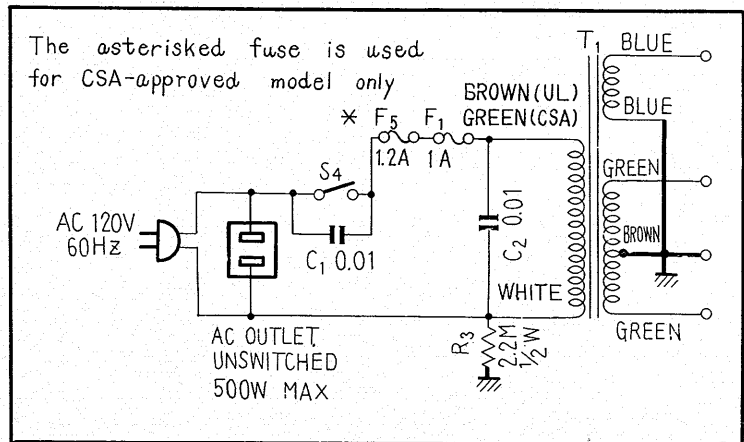 The asterisked fuse is used
for CSA-approved model only
T1
BLUE
BLUE
BROWN(UL)
GREEN(CSA)
* F5 F1
1.2A 1A
S4
C1 0.01
AC 120V
60Hz
C2 0.01
WHITE
GREEN
BROWN
GREEN
AC OUTLET
UNSWITCHED
500W MAX
R3
2.2M
1/2W